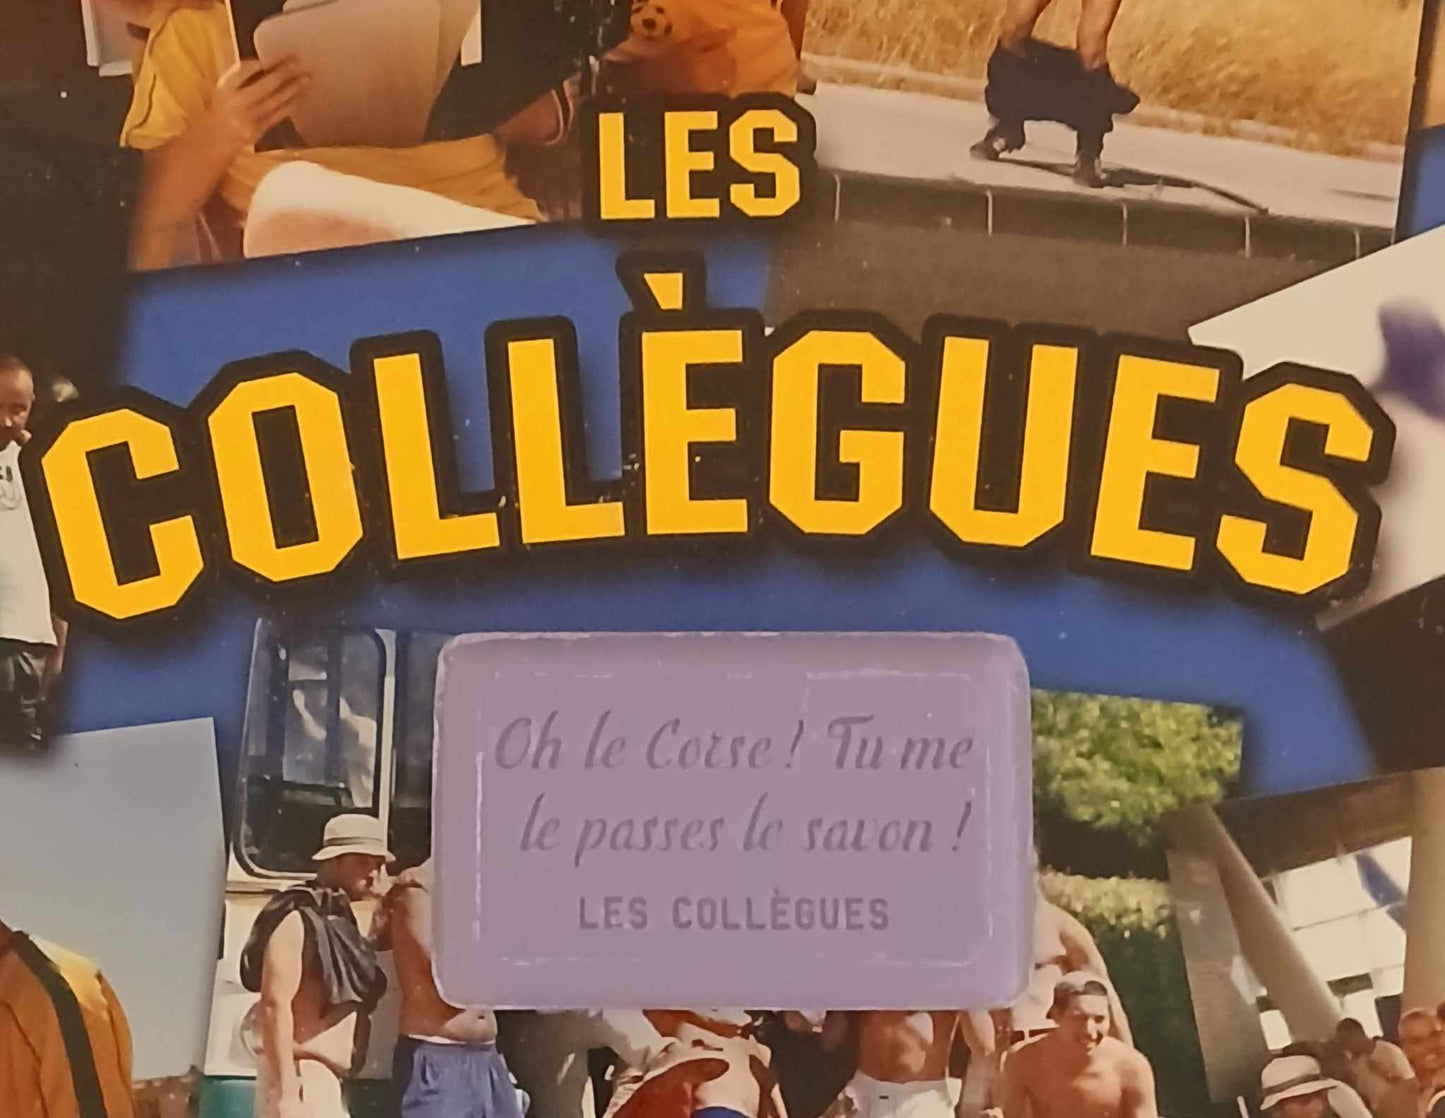 LES
COLLÈGUES
Oh le Corse! Tu me
le passes le savon!
LES COLLÈGUES